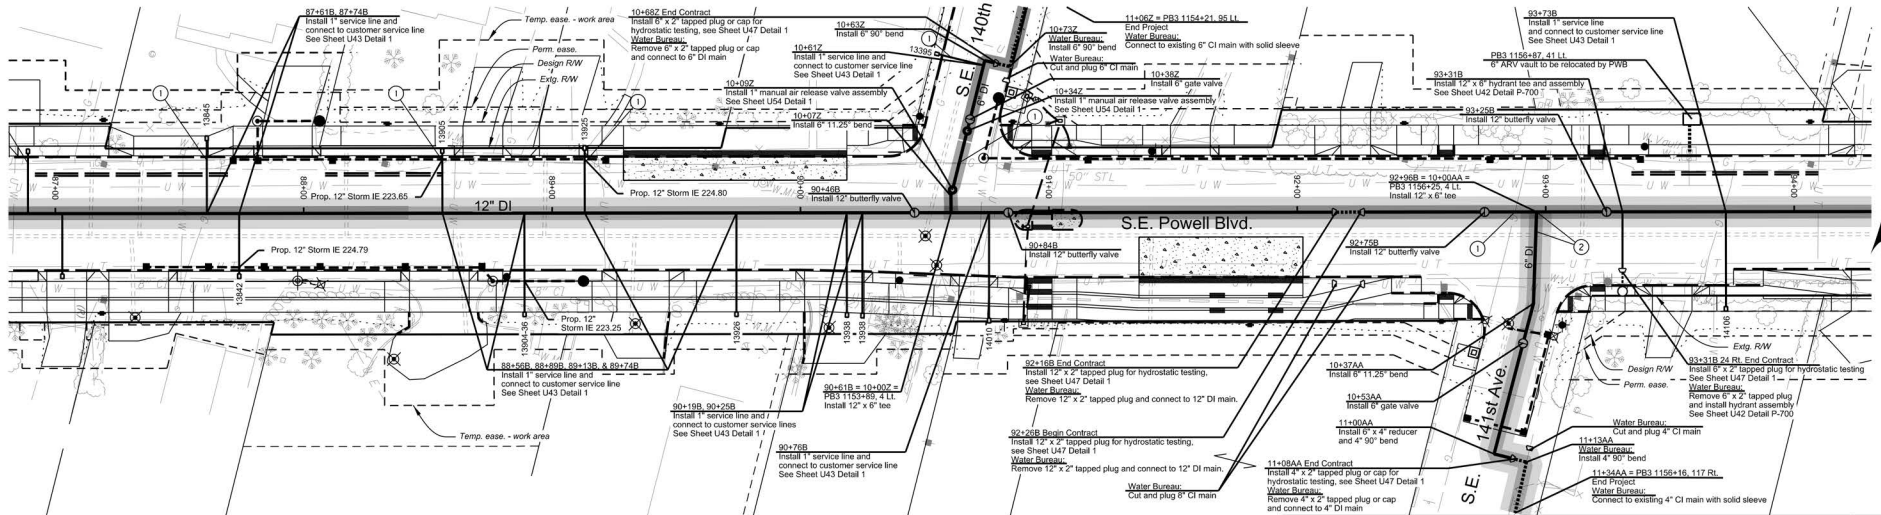 87+61B, 87+74B
Install 1" service line and
connect to customer service line
See Sheet U43 Detail 1
Temp. ease. - work area
Perm. ease.
Design R/W
Extg. R/W
10+68Z End Contract
Install 6" x 2" tapped plug or cap for
hydrostatic testing, see Sheet U47 Detail 1
Water Bureau:
Remove 6" x 2" tapped plug or cap
and connect to 6" DI main
10+63Z
Install 6" 90° bend
10+61Z
Install 1" service line and
connect to customer service line
See Sheet U43 Detail 1
10+09Z
Install 1" manual air release valve assembly
See Sheet U54 Detail 1
10+07Z
Install 6" 11.25° bend
13395
S.E. 140th
6" DI
11+06Z = PB3 1154+21, 95 Lt.
End Project
Water Bureau:
Connect to existing 6" CI main with solid sleeve
10+73Z
Water Bureau:
Install 6" 90° bend
Water Bureau:
Cut and plug 6" CI main
10+38Z
Install 6" gate valve
10+34Z
Install 1" manual air release valve assembly
See Sheet U54 Detail 1
93+73B
Install 1" service line
and connect to customer service line
See Sheet U43 Detail 1
PB3 1156+87, 41 Lt.
6" ARV vault to be relocated by PWB
93+31B
Install 12" x 6" hydrant tee and assembly
See Sheet U42 Detail P-700
93+25B
Install 12" butterfly valve
1
1
1
1
1
13845
13905
13925
87+00
88+00
89+00
90+00
91+00
92+00
93+00
94+00
50" STL
Prop. 12" Storm IE 223.65
Prop. 12" Storm IE 224.80
90+46B
Install 12" butterfly valve
92+96B = 10+00AA =
PB3 1156+25, 4 Lt.
Install 12" x 6" tee
12" DI
S.E. Powell Blvd.
Prop. 12" Storm IE 224.79
90+84B
Install 12" butterfly valve
92+75B
Install 12" butterfly valve
1
2
6" DI
13842
Prop. 12"
Storm IE 223.25
13904-36
13926
13938
13938
14010
14106
88+56B, 88+89B, 89+13B, & 89+74B
Install 1" service line and
connect to customer service line
See Sheet U43 Detail 1
90+61B = 10+00Z =
PB3 1153+89, 4 Lt.
Install 12" x 6" tee
90+19B, 90+25B
Install 1" service line and
connect to customer service lines
See Sheet U43 Detail 1
90+76B
Install 1" service line and
connect to customer service line
See Sheet U43 Detail 1
Temp. ease. - work area
92+16B End Contract
Install 12" x 2" tapped plug for hydrostatic testing,
see Sheet U47 Detail 1
Water Bureau:
Remove 12" x 2" tapped plug and connect to 12" DI main.
92+26B Begin Contract
Install 12" x 2" tapped plug for hydrostatic testing,
see Sheet U47 Detail 1
Water Bureau:
Remove 12" x 2" tapped plug and connect to 12" DI main.
Water Bureau:
Cut and plug 8" CI main
10+37AA
Install 6" 11.25° bend
10+53AA
Install 6" gate valve
11+00AA
Install 6" x 4" reducer
and 4" 90° bend
11+08AA End Contract
Install 4" x 2" tapped plug or cap for
hydrostatic testing, see Sheet U47 Detail 1
Water Bureau:
Remove 4" x 2" tapped plug or cap
and connect to 4" DI main
S.E. 141st Ave.
Extg. R/W
Design R/W
Perm. ease.
93+31B 24 Rt. End Contract
Install 6" x 2" tapped plug for hydrostatic testing
See Sheet U47 Detail 1
Water Bureau:
Remove 6" x 2" tapped plug
and install hydrant assembly
See Sheet U42 Detail P-700
Water Bureau:
Cut and plug 4" CI main
11+13AA
Water Bureau:
Install 4" 90° bend
11+34AA = PB3 1156+16, 117 Rt.
End Project
Water Bureau:
Connect to existing 4" CI main with solid sleeve